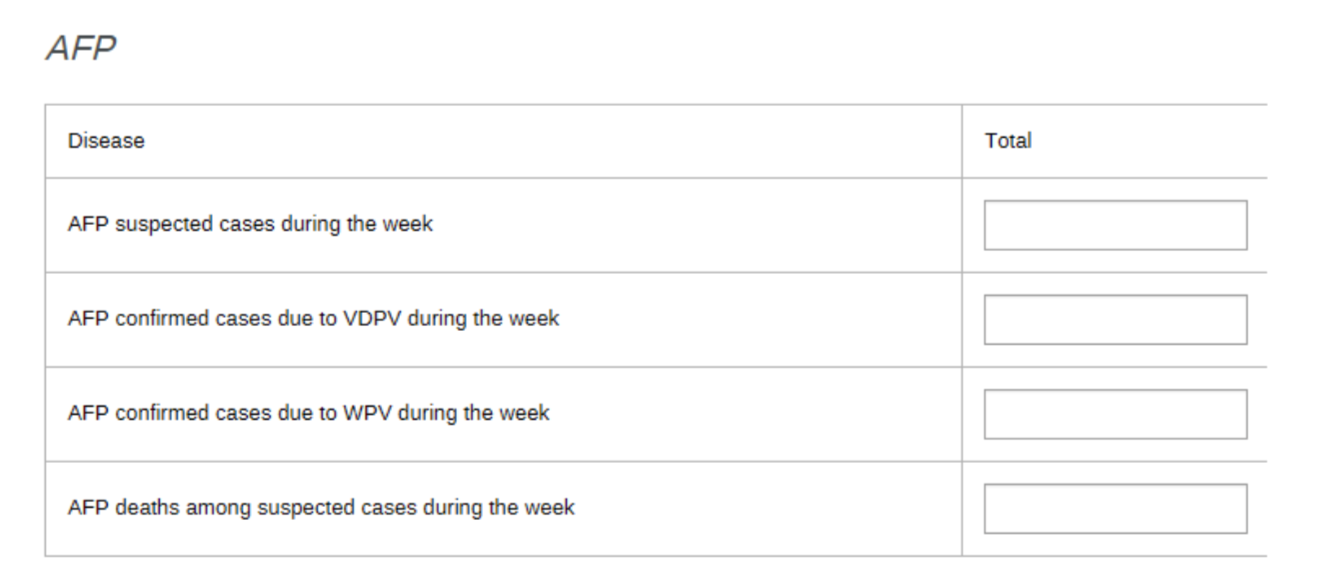 AFP
Disease Total
AFP suspected cases during the week
AFP confirmed cases due to VDPV during the week
AFP confirmed cases due to WPV during the week
AFP deaths among suspected cases during the week